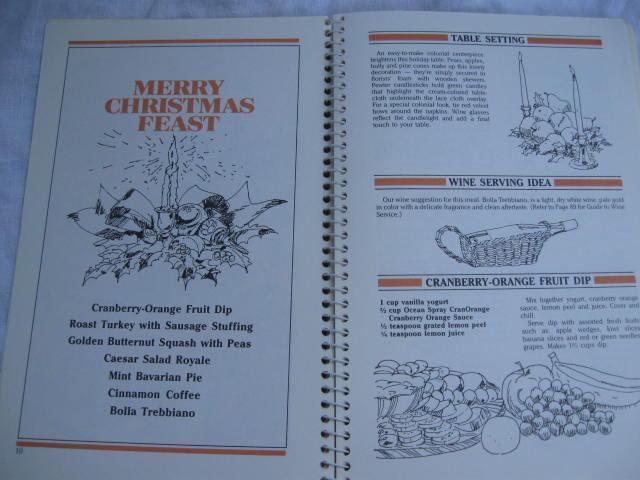 MERRY
CHRISTMAS
FEAST
Cranberry-Orange Fruit Dip
Roast Turkey with Sausage Stuffing
Golden Butternut Squash with Peas
Caesar Salad Royale
Mint Bavarian Pie
Cinnamon Coffee
Bolla Trebbiano
10
TABLE SETTING
An easy-to-make colonial centerpiece
brightens this holiday table. Pears, apples,
holly and pine cones make up this lovely
decoration — they're simply secured to
florists' foam with wooden skewers.
Pewter candlesticks hold green candles
that highlight the cream-colored table
cloth underneath the lace cloth overlay.
For a special colonial look, tie red velvet
bows around the napkins. Wine glasses
reflect the candlelight and add a final
touch to your table.
WINE SERVING IDEA
Our wine suggestion for this meal. Bolla Trebbiano, is a light, dry white wine, pale gold
in color with a delicate fragrance and clean aftertaste. (Refer to Page 89 for Guide to Wine
Service.)
CRANBERRY-ORANGE FRUIT DIP
1 cup vanilla yogurt
½ cup Ocean Spray CranOrange
Cranberry Orange Sauce
½ teaspoon grated lemon peel
¼ teaspoon lemon juice
Mix together yogurt, cranberry orange
sauce, lemon peel and juice. Cover and
chill.
Serve dip with assorted fresh fruits
such as: apple wedges, kiwi slices
banana slices and red or green seedless
grapes. Makes 1½ cups dip.